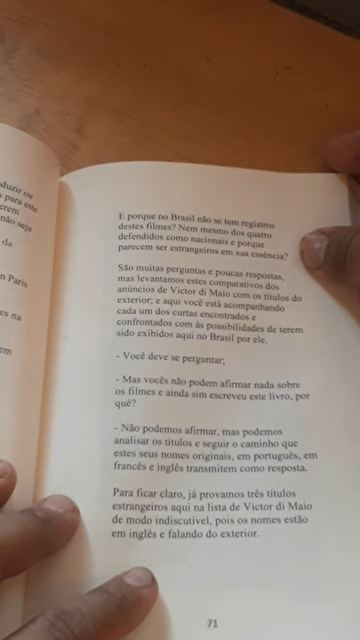 duzir ou
para este
erem
não seja
da
n Paris
es na
em
E porque no Brasil não se tem registros
destes filmes? Nem mesmo dos quatro
defendidos como nacionais e porque
parecem ser estrangeiros em sua essência?
São muitas perguntas e poucas respostas,
mas levantamos estes comparativos dos
anúncios de Victor di Maio com os títulos do
exterior; e aqui você está acompanhando
cada um dos curtas encontrados e
confrontados com ás possibilidades de terem
sido exibidos aqui no Brasil por ele.
- Você deve se perguntar;
- Mas vocês não podem afirmar nada sobre
os filmes e ainda sim escreveu este livro, por
quê?
- Não podemos afirmar, mas podemos
analisar os títulos e seguir o caminho que
estes seus nomes originais, em português, em
francês e inglês transmitem como resposta.
Para ficar claro, já provamos três títulos
estrangeiros aqui na lista de Victor di Maio
de modo indiscutível, pois os nomes estão
em inglês e falando do exterior.
71